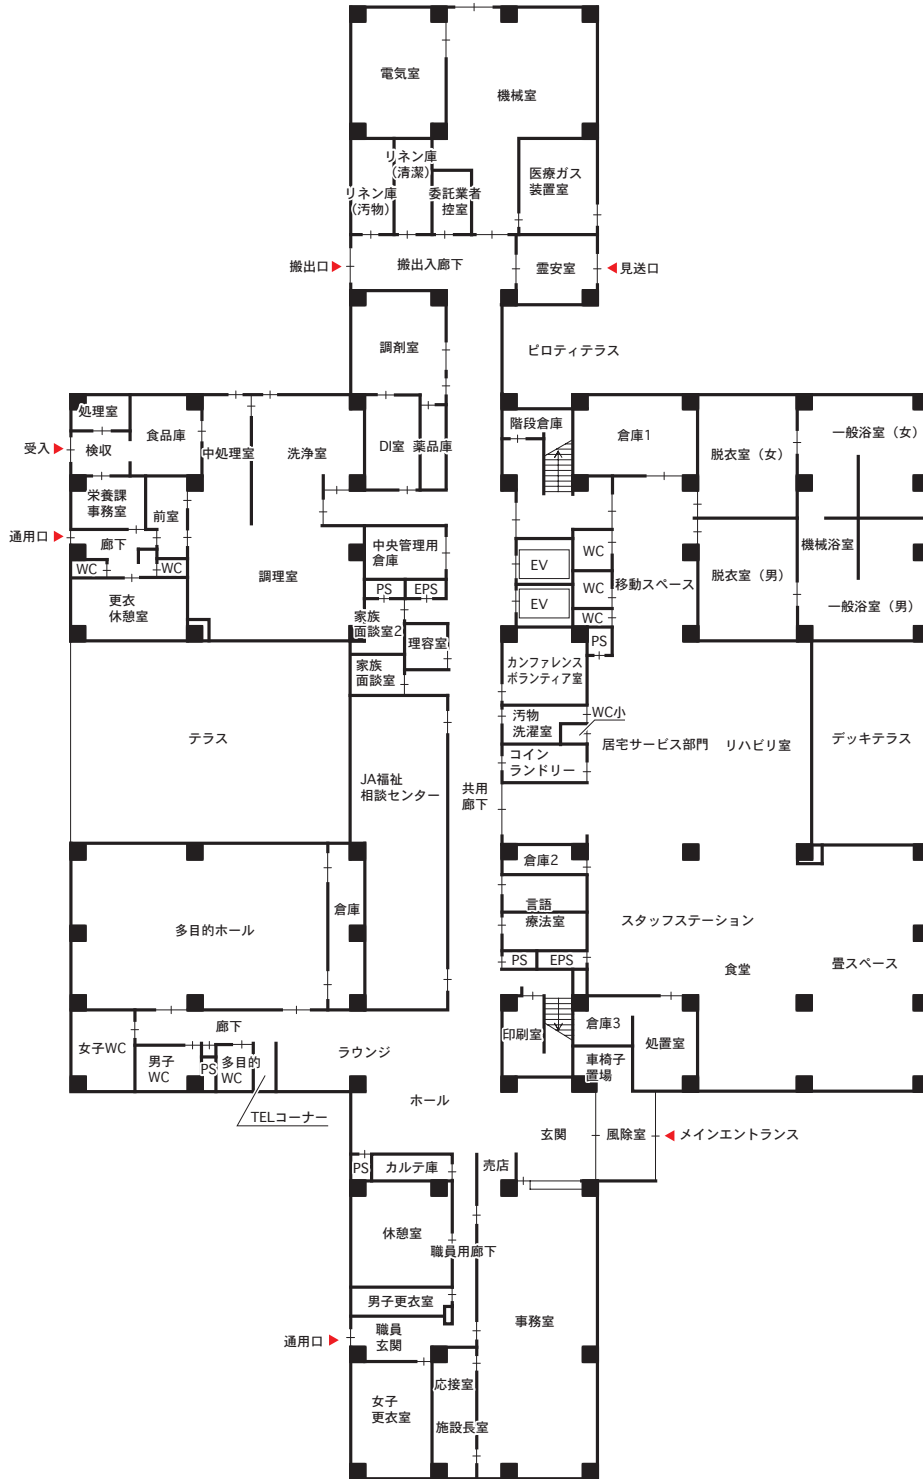 電気室
機械室
リネン庫
（清潔）
リネン庫
（汚物）
委託業者
控室
医療ガス
装置室
搬出口
搬出入廊下
霊安室
見送口
調剤室
ピロティテラス
処理室
食品庫
受入
検収
中処理室
洗浄室
DI室
薬品庫
階段倉庫
倉庫1
脱衣室（女）
一般浴室（女）
栄養課
事務室
前室
通用口
廊下
WC
WC
更衣
休憩室
調理室
中央管理用
倉庫
PS
EPS
家族
面談室2
理容室
家族
面談室
EV
EV
WC
WC
WC
PS
移動スペース
脱衣室（男）
機械浴室
一般浴室（男）
カンファレンス
ボランティア室
汚物
洗濯室
WC小
コイン
ランドリー
居宅サービス部門
リハビリ室
デッキテラス
テラス
JA福祉
相談センター
共用
廊下
倉庫2
言語
療法室
PS
EPS
スタッフステーション
食堂
畳スペース
多目的ホール
倉庫
女子WC
廊下
男子
WC
PS
多目的
WC
TELコーナー
ラウンジ
印刷室
倉庫3
車椅子
置場
処置室
ホール
玄関
風除室
メインエントランス
PS
カルテ庫
売店
休憩室
職員用廊下
男子更衣室
通用口
職員
玄関
事務室
女子
更衣室
応接室
施設長室